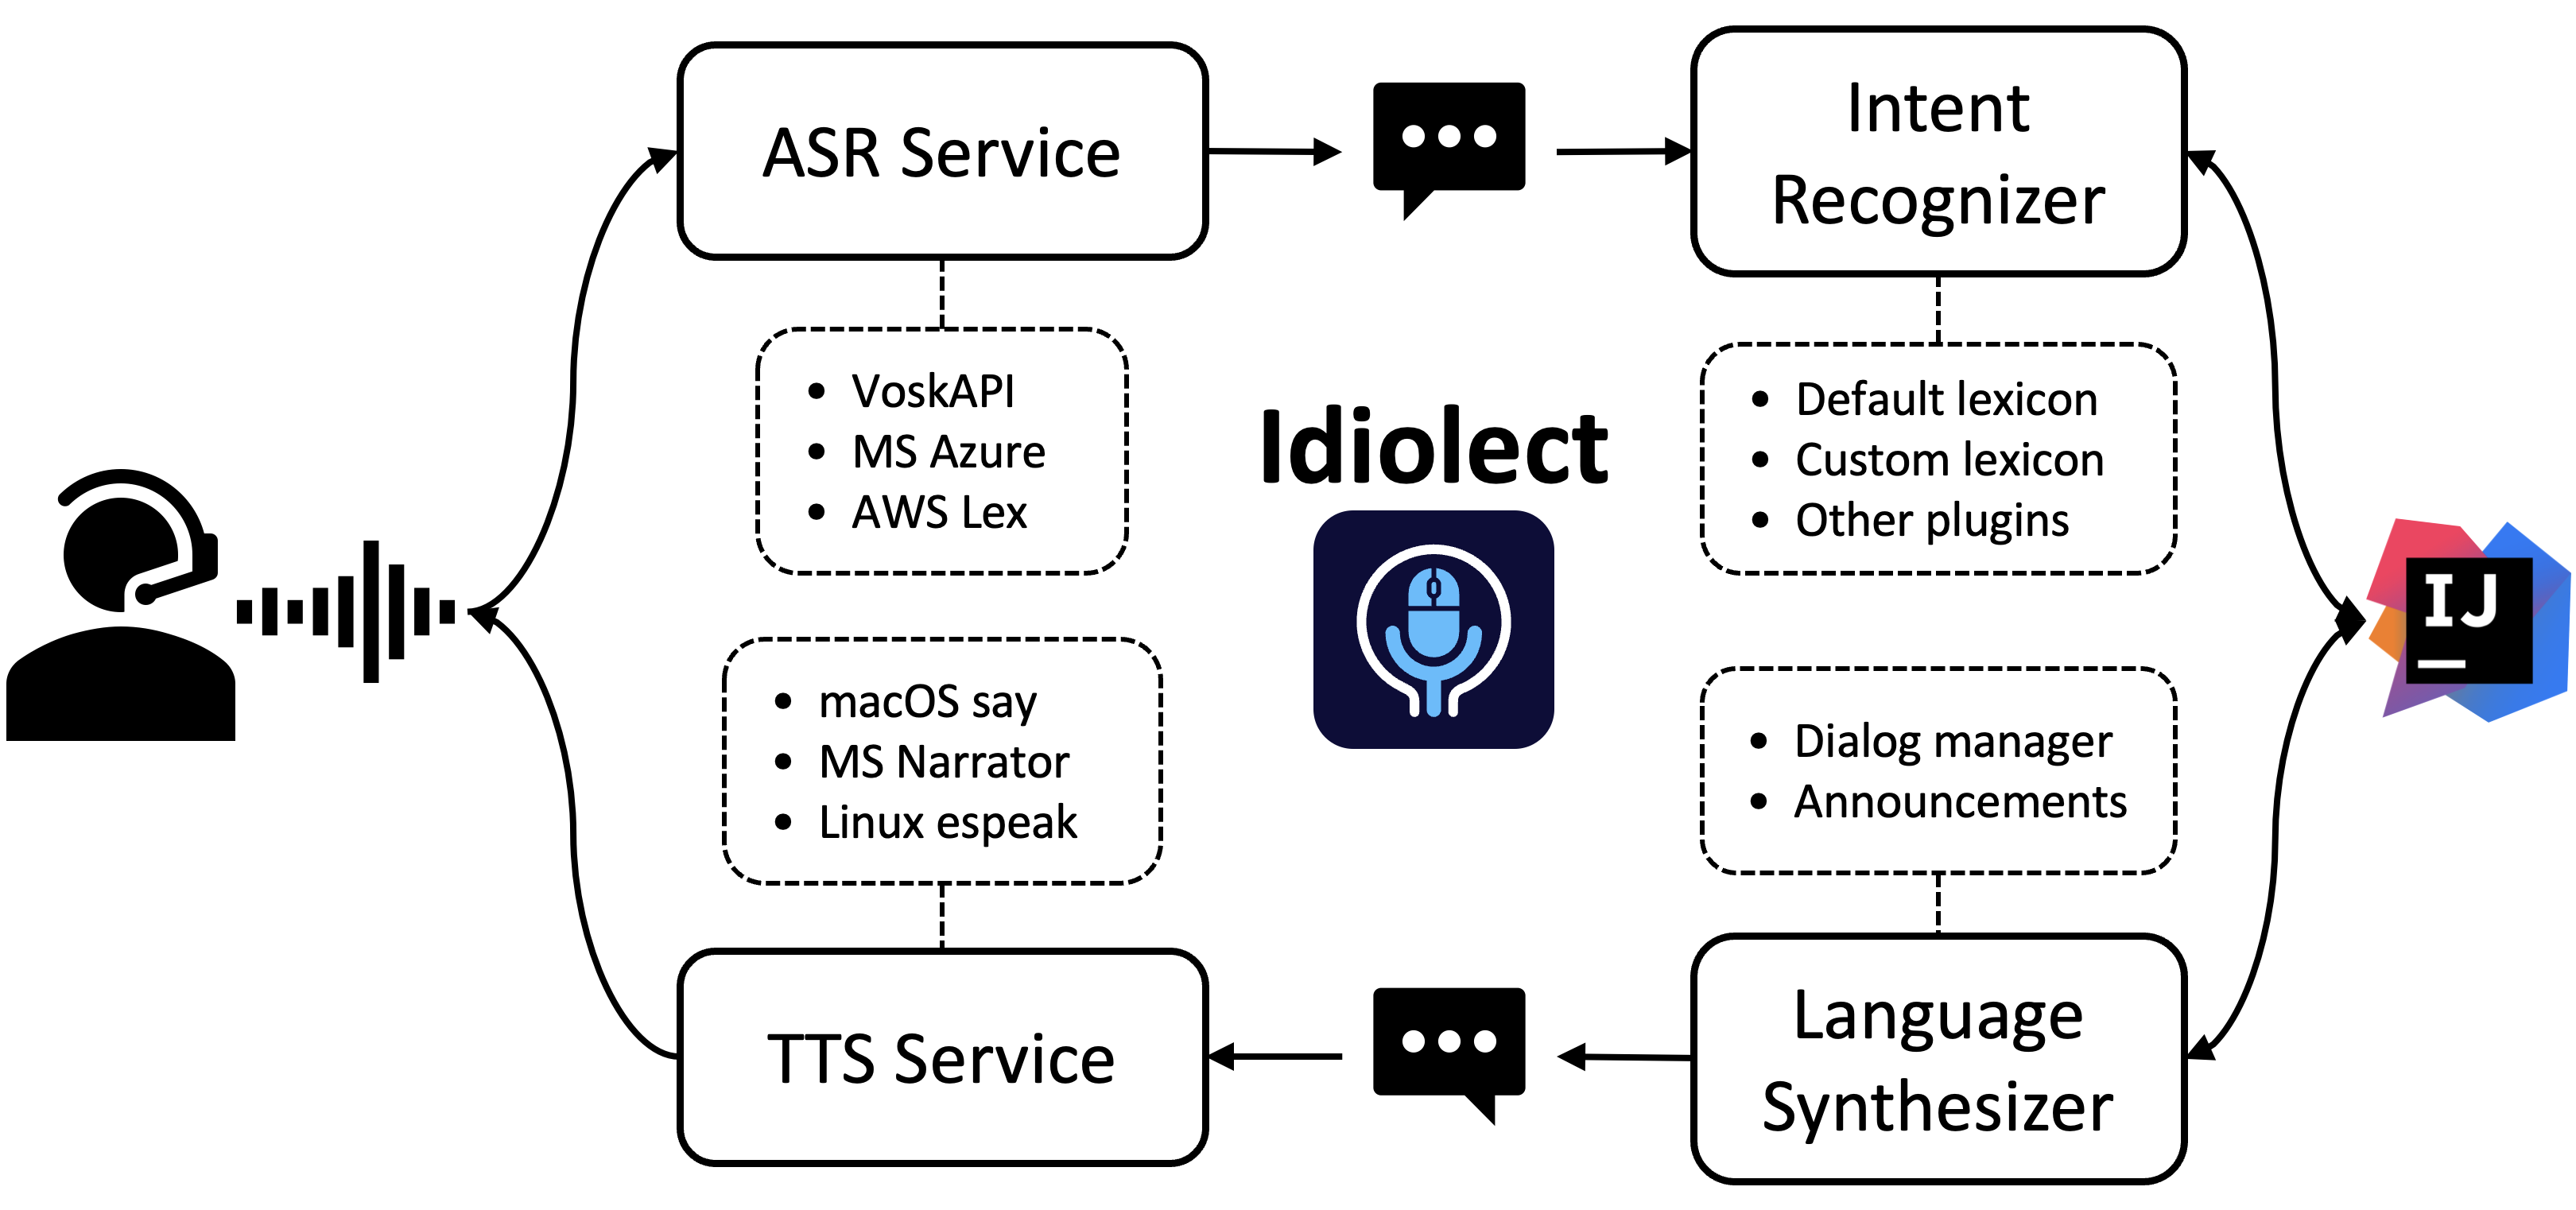 ASR Service
Intent
Recognizer
• VoskAPI
• MS Azure
• AWS Lex
Idiolect
• Default lexicon
• Custom lexicon
• Other plugins
IJ
• macOS say
• MS Narrator
• Linux espeak
• Dialog manager
• Announcements
TTS Service
Language
Synthesizer